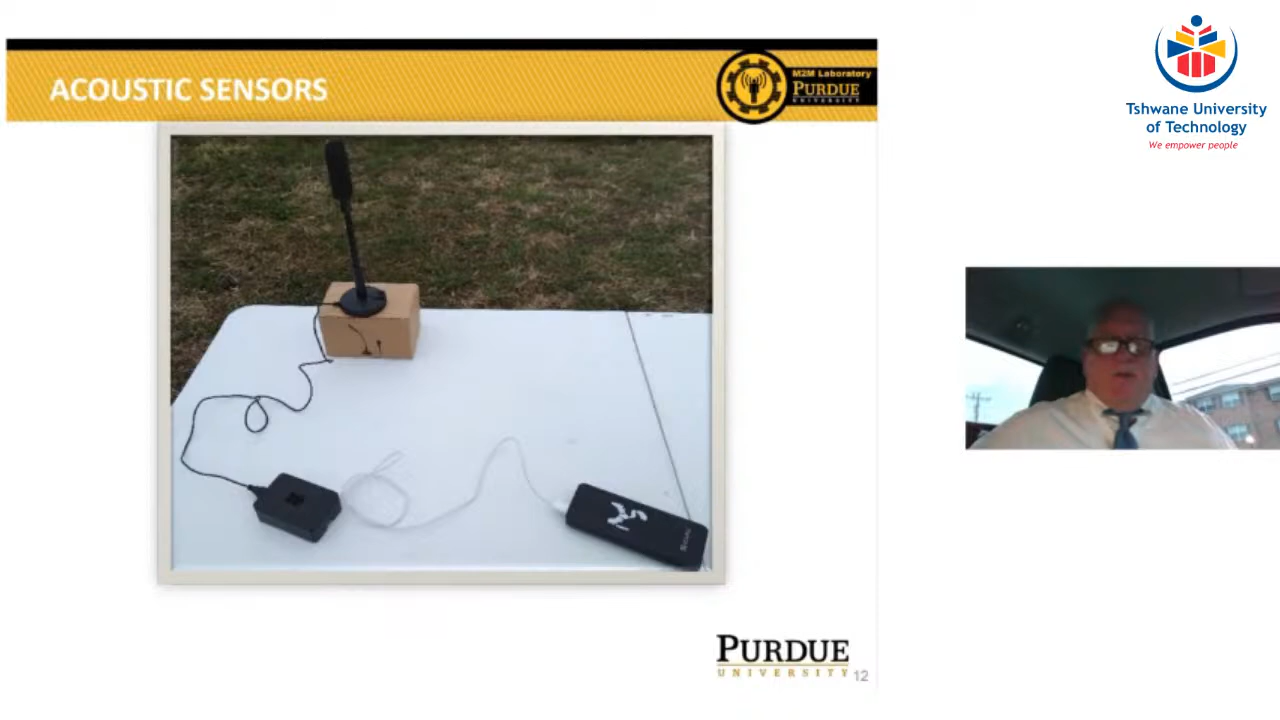 ACOUSTIC SENSORS
M2M Laboratory
PURDUE
UNIVERSITY
Tshwane University
of Technology
We empower people
PURDUE
UNIVERSITY
12